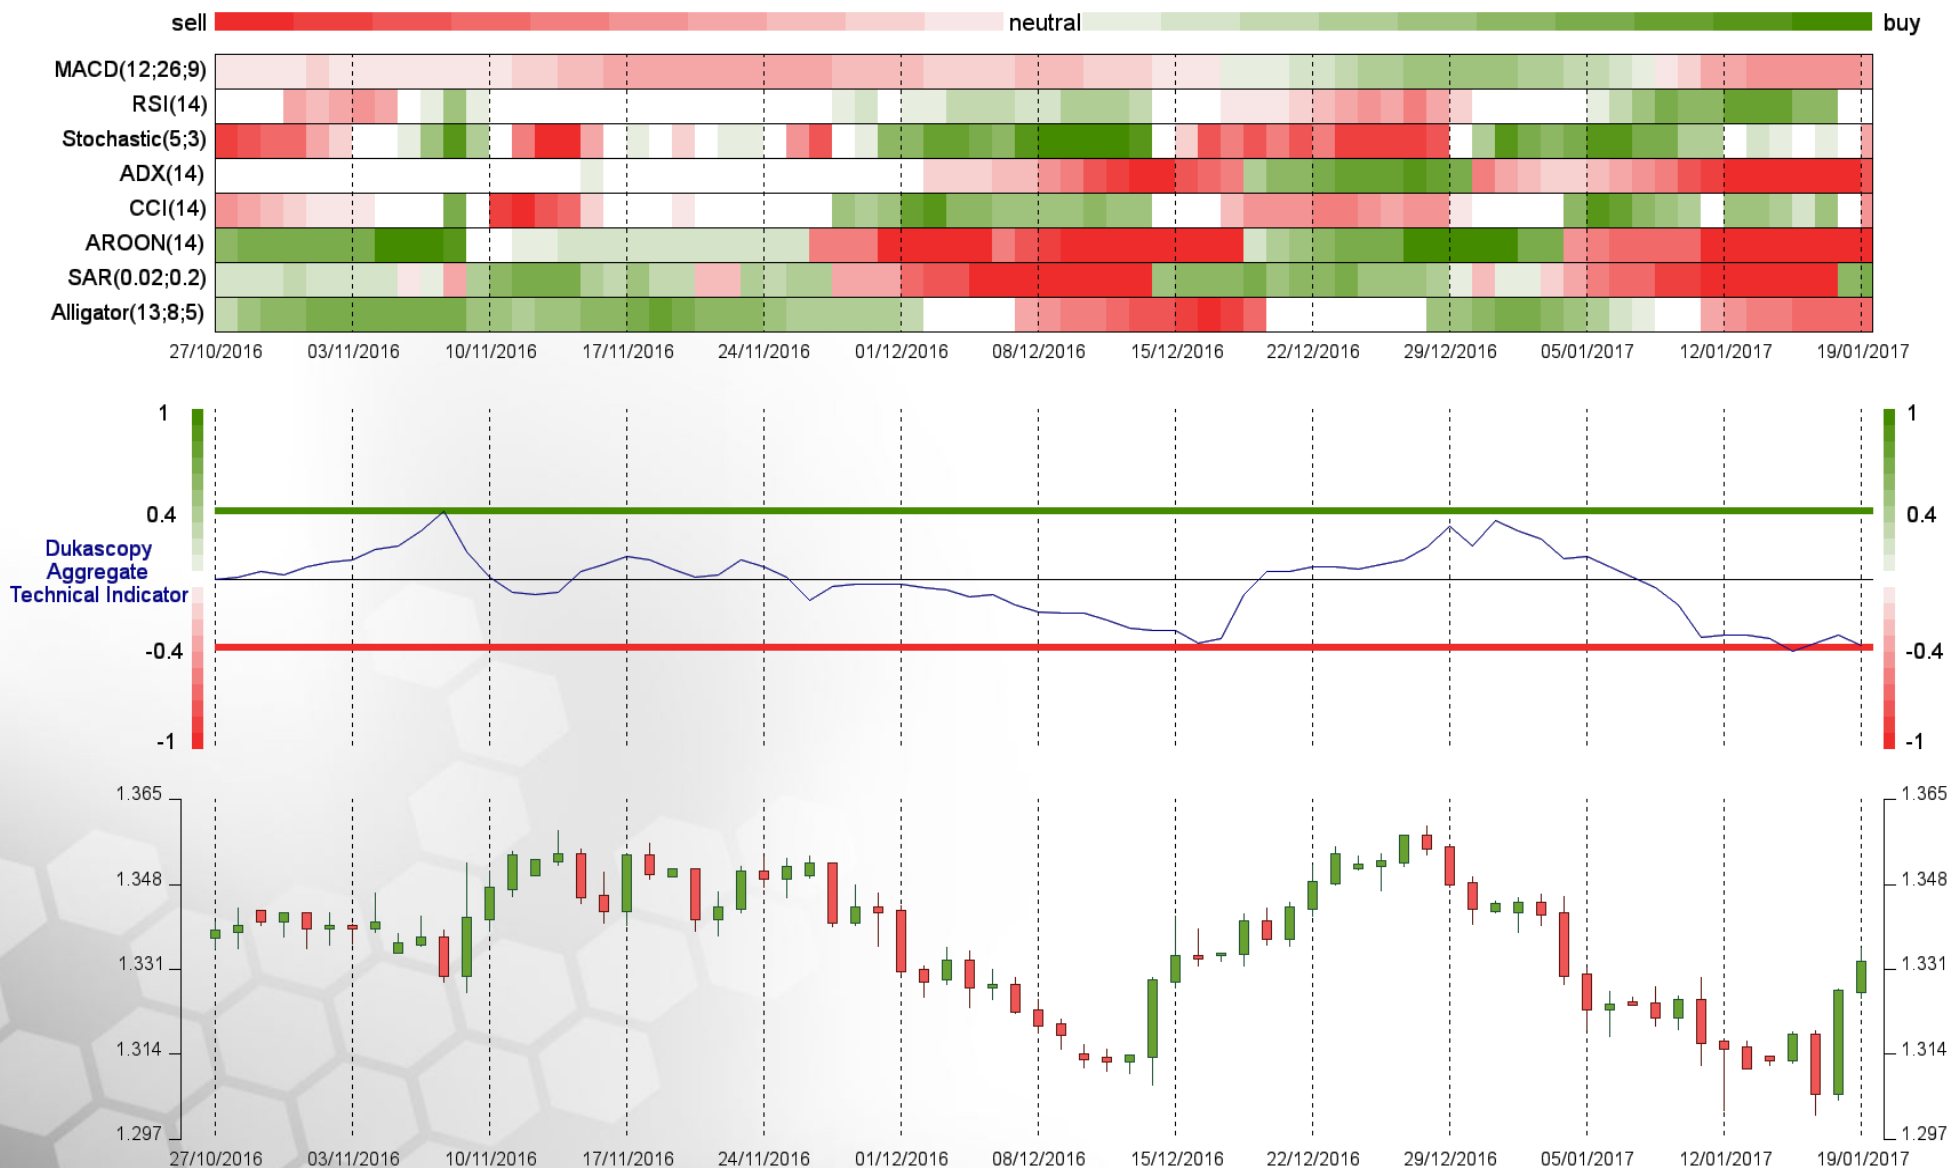 sell neutral buy
MACD(12;26;9)
RSI(14)
Stochastic(5;3)
ADX(14)
CCI(14)
AROON(14)
SAR(0.02;0.2)
Alligator(13;8;5)
27/10/2016 03/11/2016 10/11/2016 17/11/2016 24/11/2016 01/12/2016 08/12/2016 15/12/2016 22/12/2016 29/12/2016 05/01/2017 12/01/2017 19/01/2017
1 1
0.4 0.4
Dukascopy
Aggregate
Technical Indicator
-0.4 -0.4
-1 -1
1.365 1.365
1.348 1.348
1.331 1.331
1.314 1.314
1.297 1.297
27/10/2016 03/11/2016 10/11/2016 17/11/2016 24/11/2016 01/12/2016 08/12/2016 15/12/2016 22/12/2016 29/12/2016 05/01/2017 12/01/2017 19/01/2017